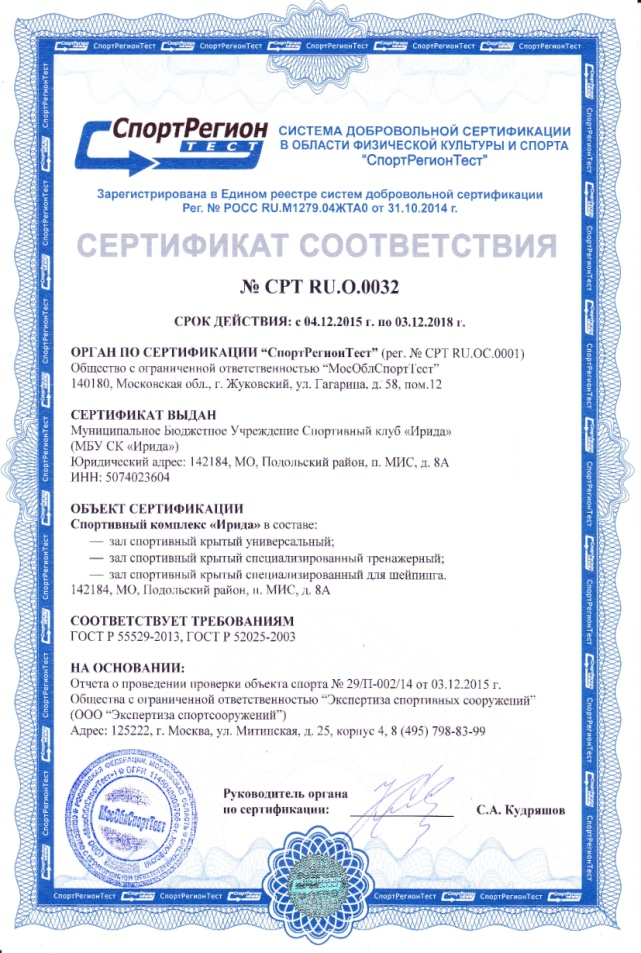 СпортРегион
ТЕСТ
СИСТЕМА ДОБРОВОЛЬНОЙ СЕРТИФИКАЦИИ
В ОБЛАСТИ ФИЗИЧЕСКОЙ КУЛЬТУРЫ И СПОРТА
"СпортРегионТест"
Зарегистрирована в Едином реестре систем добровольной сертификации
Рег. № РОСС RU.М1279.04ЖТА0 от 31.10.2014 г.
СЕРТИФИКАТ СООТВЕТСТВИЯ
№ СРТ RU.О.0032
СРОК ДЕЙСТВИЯ: с 04.12.2015 г. по 03.12.2018 г.
ОРГАН ПО СЕРТИФИКАЦИИ “СпортРегионТест” (рег. № СРТ RU.ОС.0001)
Общество с ограниченной ответственностью “МосОблСпортТест”
140180, Московская обл., г. Жуковский, ул. Гагарина, д. 58, пом.12
СЕРТИФИКАТ ВЫДАН
Муниципальное Бюджетное Учреждение Спортивный клуб «Ирида»
(МБУ СК «Ирида»)
Юридический адрес: 142184, МО, Подольский район, п. МИС, д. 8А
ИНН: 5074023604
ОБЪЕКТ СЕРТИФИКАЦИИ
Спортивный комплекс «Ирида» в составе:
— зал спортивный крытый универсальный;
— зал спортивный крытый специализированный тренажерный;
— зал спортивный крытый специализированный для шейпинга.
142184, МО, Подольский район, п. МИС, д. 8А
СООТВЕТСТВУЕТ ТРЕБОВАНИЯМ
ГОСТ Р 55529-2013, ГОСТ Р 52025-2003
НА ОСНОВАНИИ:
Отчета о проведении проверки объекта спорта № 29/П-002/14 от 03.12.2015 г.
Общества с ограниченной ответственностью “Экспертиза спортивных сооружений”
(ООО “Экспертиза спортсооружений”)
Адрес: 125222, г. Москва, ул. Митинская, д. 25, корпус 4, 8 (495) 798-83-99
Руководитель органа
по сертификации:
С.А. Кудряшов
МосОблСпортТест